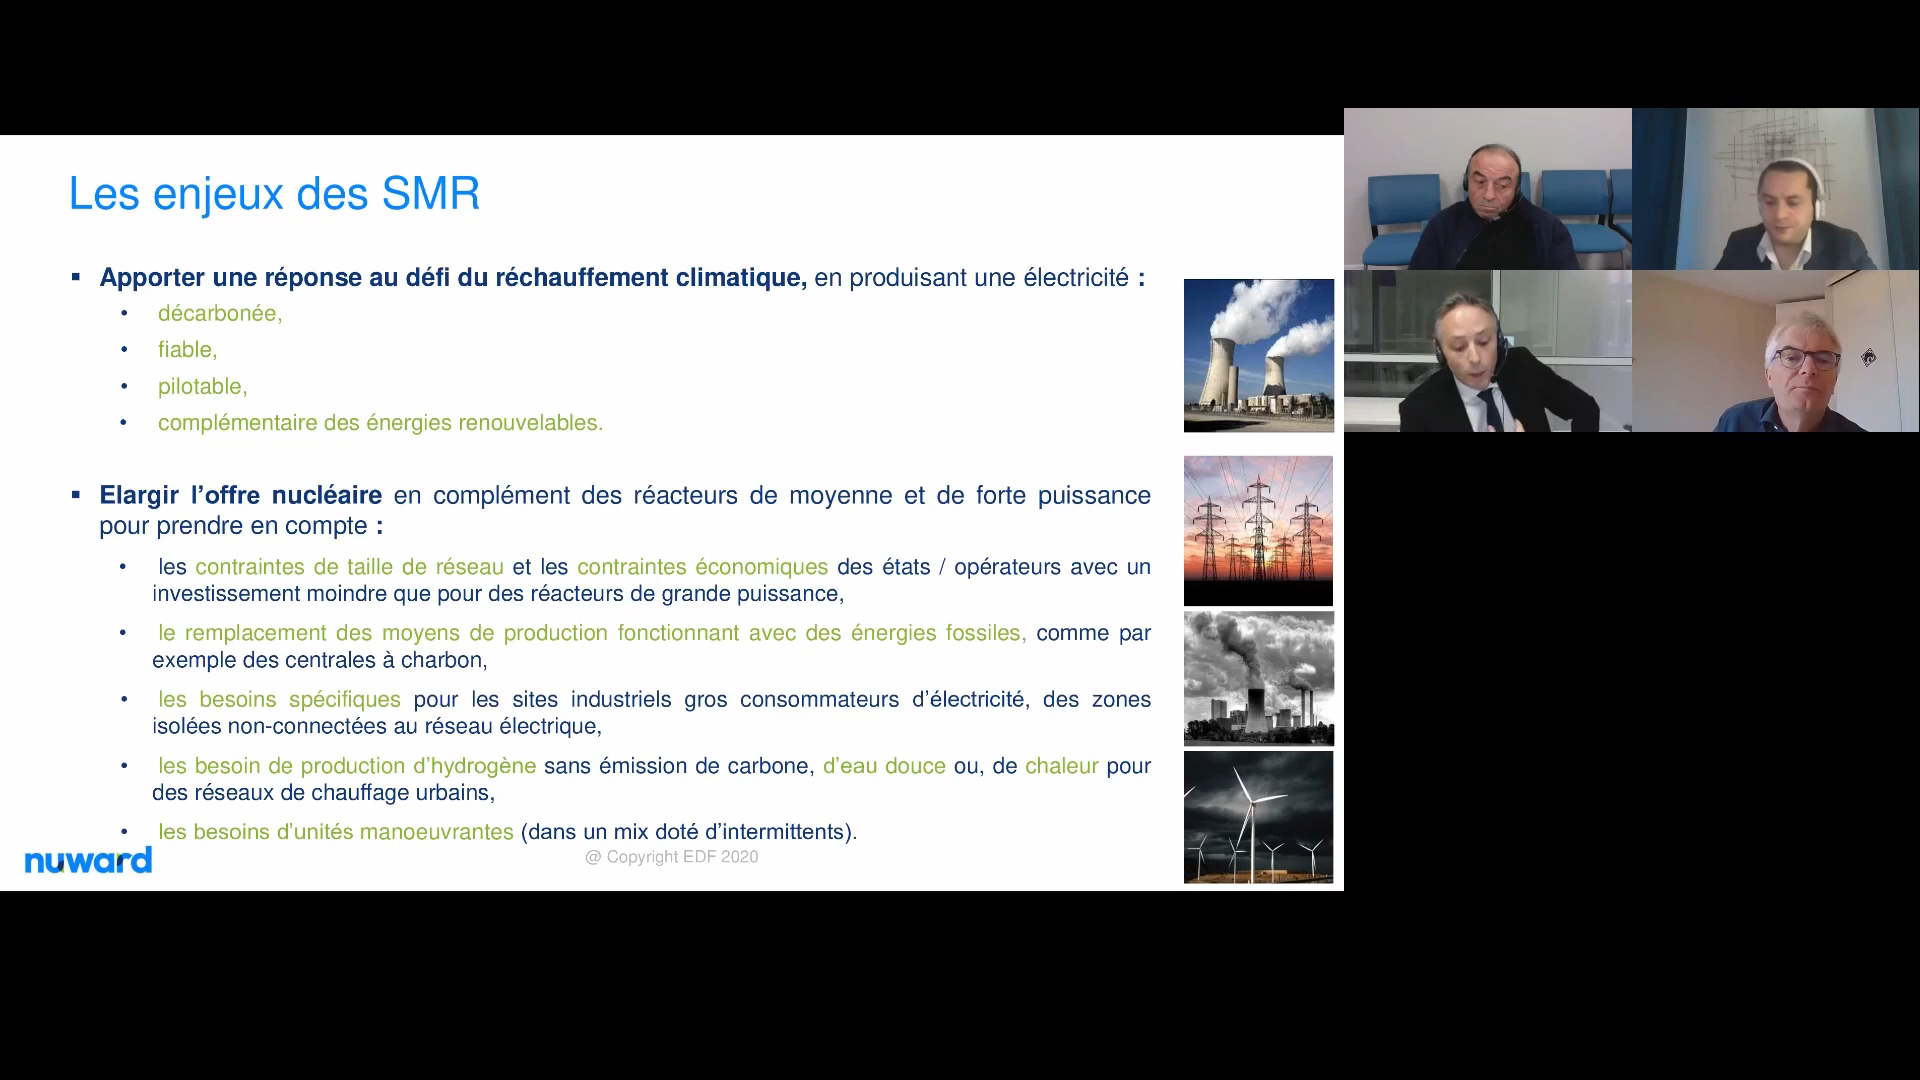 Les enjeux des SMR
▪ Apporter une réponse au défi du réchauffement climatique, en produisant une électricité :
• décarbonée,
• fiable,
• pilotable,
• complémentaire des énergies renouvelables.
▪ Elargir l’offre nucléaire en complément des réacteurs de moyenne et de forte puissance
pour prendre en compte :
• les contraintes de taille de réseau et les contraintes économiques des états / opérateurs avec un
investissement moindre que pour des réacteurs de grande puissance,
• le remplacement des moyens de production fonctionnant avec des énergies fossiles, comme par
exemple des centrales à charbon,
• les besoins spécifiques pour les sites industriels gros consommateurs d’électricité, des zones
isolées non-connectées au réseau électrique,
• les besoin de production d’hydrogène sans émission de carbone, d’eau douce ou, de chaleur pour
des réseaux de chauffage urbains,
• les besoins d’unités manoeuvrantes (dans un mix doté d’intermittents).
nuward
@ Copyright EDF 2020